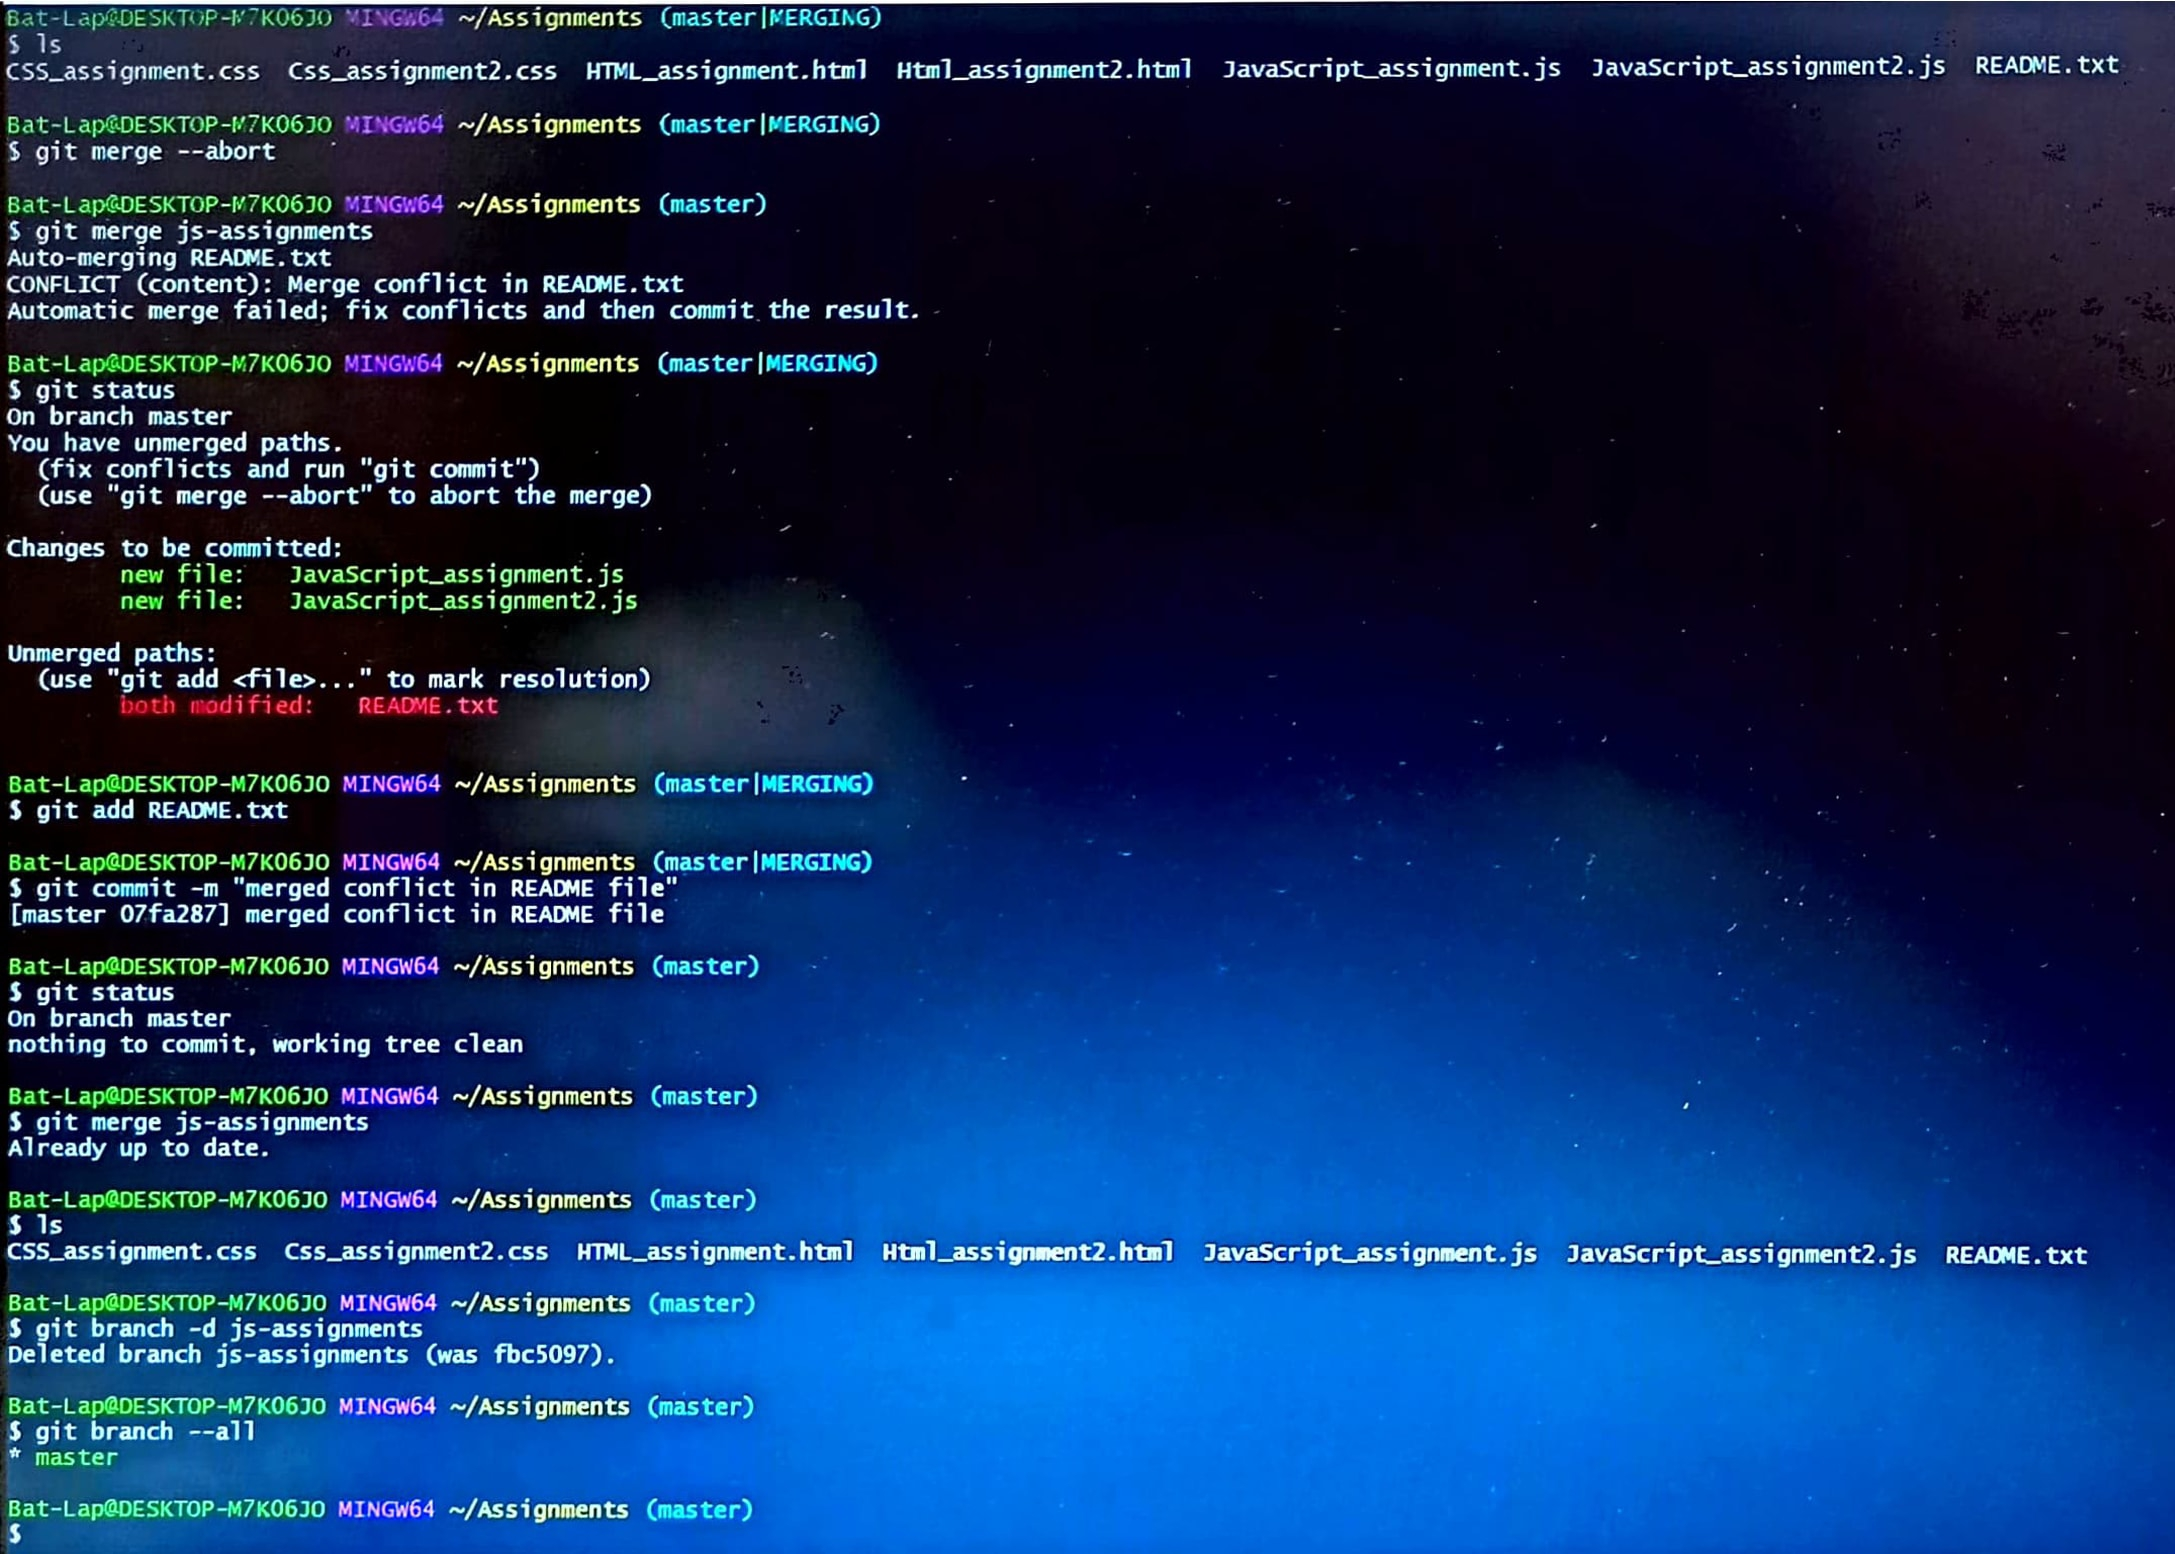 Bat-Lap@DESKTOP-M7K06JO MINGW64 ~/Assignments (master|MERGING)
$ ls
CSS_assignment.css  Css_assignment2.css  HTML_assignment.html  Html_assignment2.html  JavaScript_assignment.js  JavaScript_assignment2.js  README.txt
Bat-Lap@DESKTOP-M7K06JO MINGW64 ~/Assignments (master|MERGING)
$ git merge --abort
Bat-Lap@DESKTOP-M7K06JO MINGW64 ~/Assignments (master)
$ git merge js-assignments
Auto-merging README.txt
CONFLICT (content): Merge conflict in README.txt
Automatic merge failed; fix conflicts and then commit the result.
Bat-Lap@DESKTOP-M7K06JO MINGW64 ~/Assignments (master|MERGING)
$ git status
On branch master
You have unmerged paths.
  (fix conflicts and run "git commit")
  (use "git merge --abort" to abort the merge)
Changes to be committed:
        new file:   JavaScript_assignment.js
        new file:   JavaScript_assignment2.js
Unmerged paths:
  (use "git add <file>..." to mark resolution)
        both modified:   README.txt
Bat-Lap@DESKTOP-M7K06JO MINGW64 ~/Assignments (master|MERGING)
$ git add README.txt
Bat-Lap@DESKTOP-M7K06JO MINGW64 ~/Assignments (master|MERGING)
$ git commit -m "merged conflict in README file"
[master 07fa287] merged conflict in README file
Bat-Lap@DESKTOP-M7K06JO MINGW64 ~/Assignments (master)
$ git status
On branch master
nothing to commit, working tree clean
Bat-Lap@DESKTOP-M7K06JO MINGW64 ~/Assignments (master)
$ git merge js-assignments
Already up to date.
Bat-Lap@DESKTOP-M7K06JO MINGW64 ~/Assignments (master)
$ ls
CSS_assignment.css  Css_assignment2.css  HTML_assignment.html  Html_assignment2.html  JavaScript_assignment.js  JavaScript_assignment2.js  README.txt
Bat-Lap@DESKTOP-M7K06JO MINGW64 ~/Assignments (master)
$ git branch -d js-assignments
Deleted branch js-assignments (was fbc5097).
Bat-Lap@DESKTOP-M7K06JO MINGW64 ~/Assignments (master)
$ git branch --all
* master
Bat-Lap@DESKTOP-M7K06JO MINGW64 ~/Assignments (master)
$